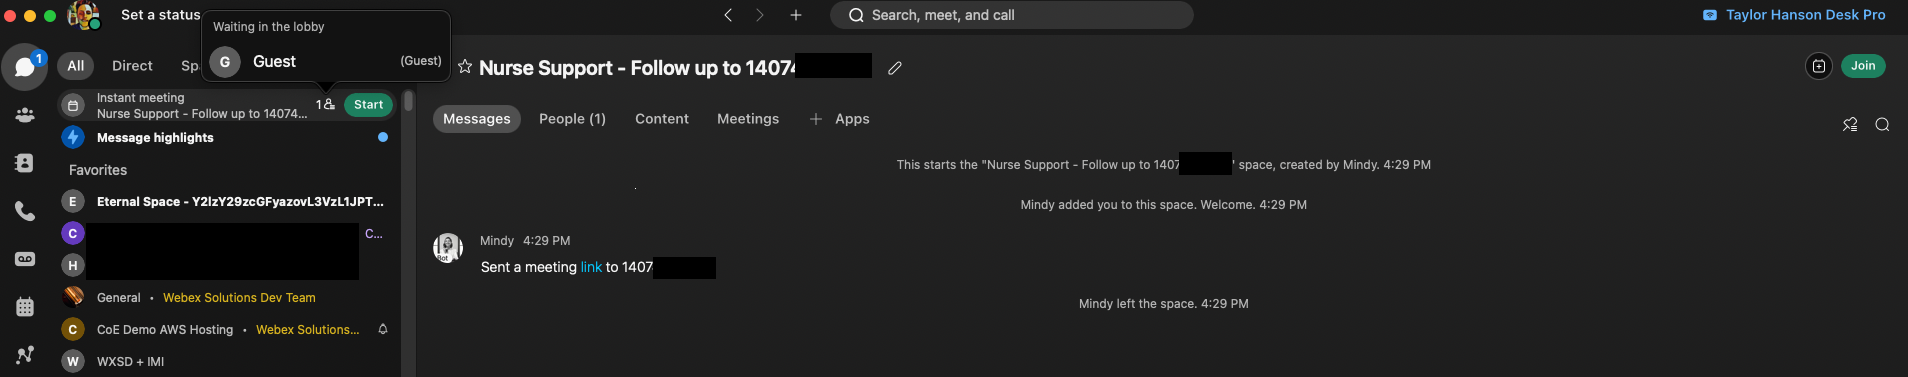 Set a status
Search, meet, and call
Taylor Hanson Desk Pro
Waiting in the lobby
G Guest (Guest)
1
All Direct Sp
Instant meeting
Nurse Support - Follow up to 14074...
1 Start
Message highlights
Favorites
E Eternal Space - Y2lzY29zcGFyazovL3VzL1JPT...
C C...
H
General • Webex Solutions Dev Team
C CoE Demo AWS Hosting • Webex Solutions...
W WXSD + IMI
Nurse Support - Follow up to 14074
Join
Messages People (1) Content Meetings + Apps
This starts the "Nurse Support - Follow up to 1407 ' space, created by Mindy. 4:29 PM
Mindy added you to this space. Welcome. 4:29 PM
Mindy 4:29 PM
Bot
Sent a meeting link to 1407
Mindy left the space. 4:29 PM